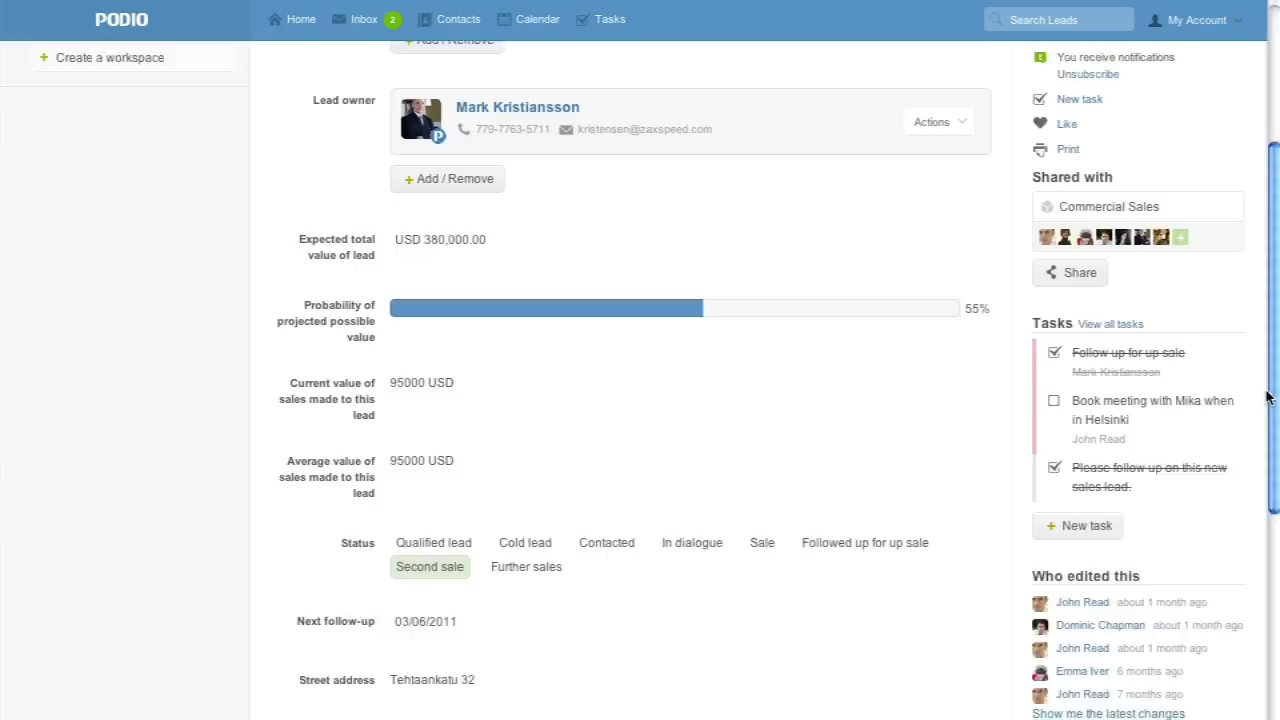 PODIO
Home
Inbox 2
Contacts
Calendar
Tasks
Search Leads
My Account
+ Create a workspace
+ Add / Remove
Lead owner
Mark Kristiansson
779-7763-5711 kristensen@zaxspeed.com
Actions
+ Add / Remove
Expected total
value of lead
USD 380,000.00
Probability of
projected possible
value
55%
Current value of
sales made to this
lead
95000 USD
Average value of
sales made to this
lead
95000 USD
Status
Qualified lead Cold lead Contacted In dialogue Sale Followed up for up sale
Second sale Further sales
Next follow-up
03/06/2011
Street address
Tehtaankatu 32
You receive notifications
Unsubscribe
New task
Like
Print
Shared with
Commercial Sales
+
Share
Tasks View all tasks
Follow up for up sale
Mark Kristiansson
Book meeting with Mika when
in Helsinki
John Read
Please follow up on this new
sales lead.
+ New task
Who edited this
John Read about 1 month ago
Dominic Chapman about 1 month ago
John Read about 1 month ago
Emma Iver 6 months ago
John Read 7 months ago
Show me the latest changes